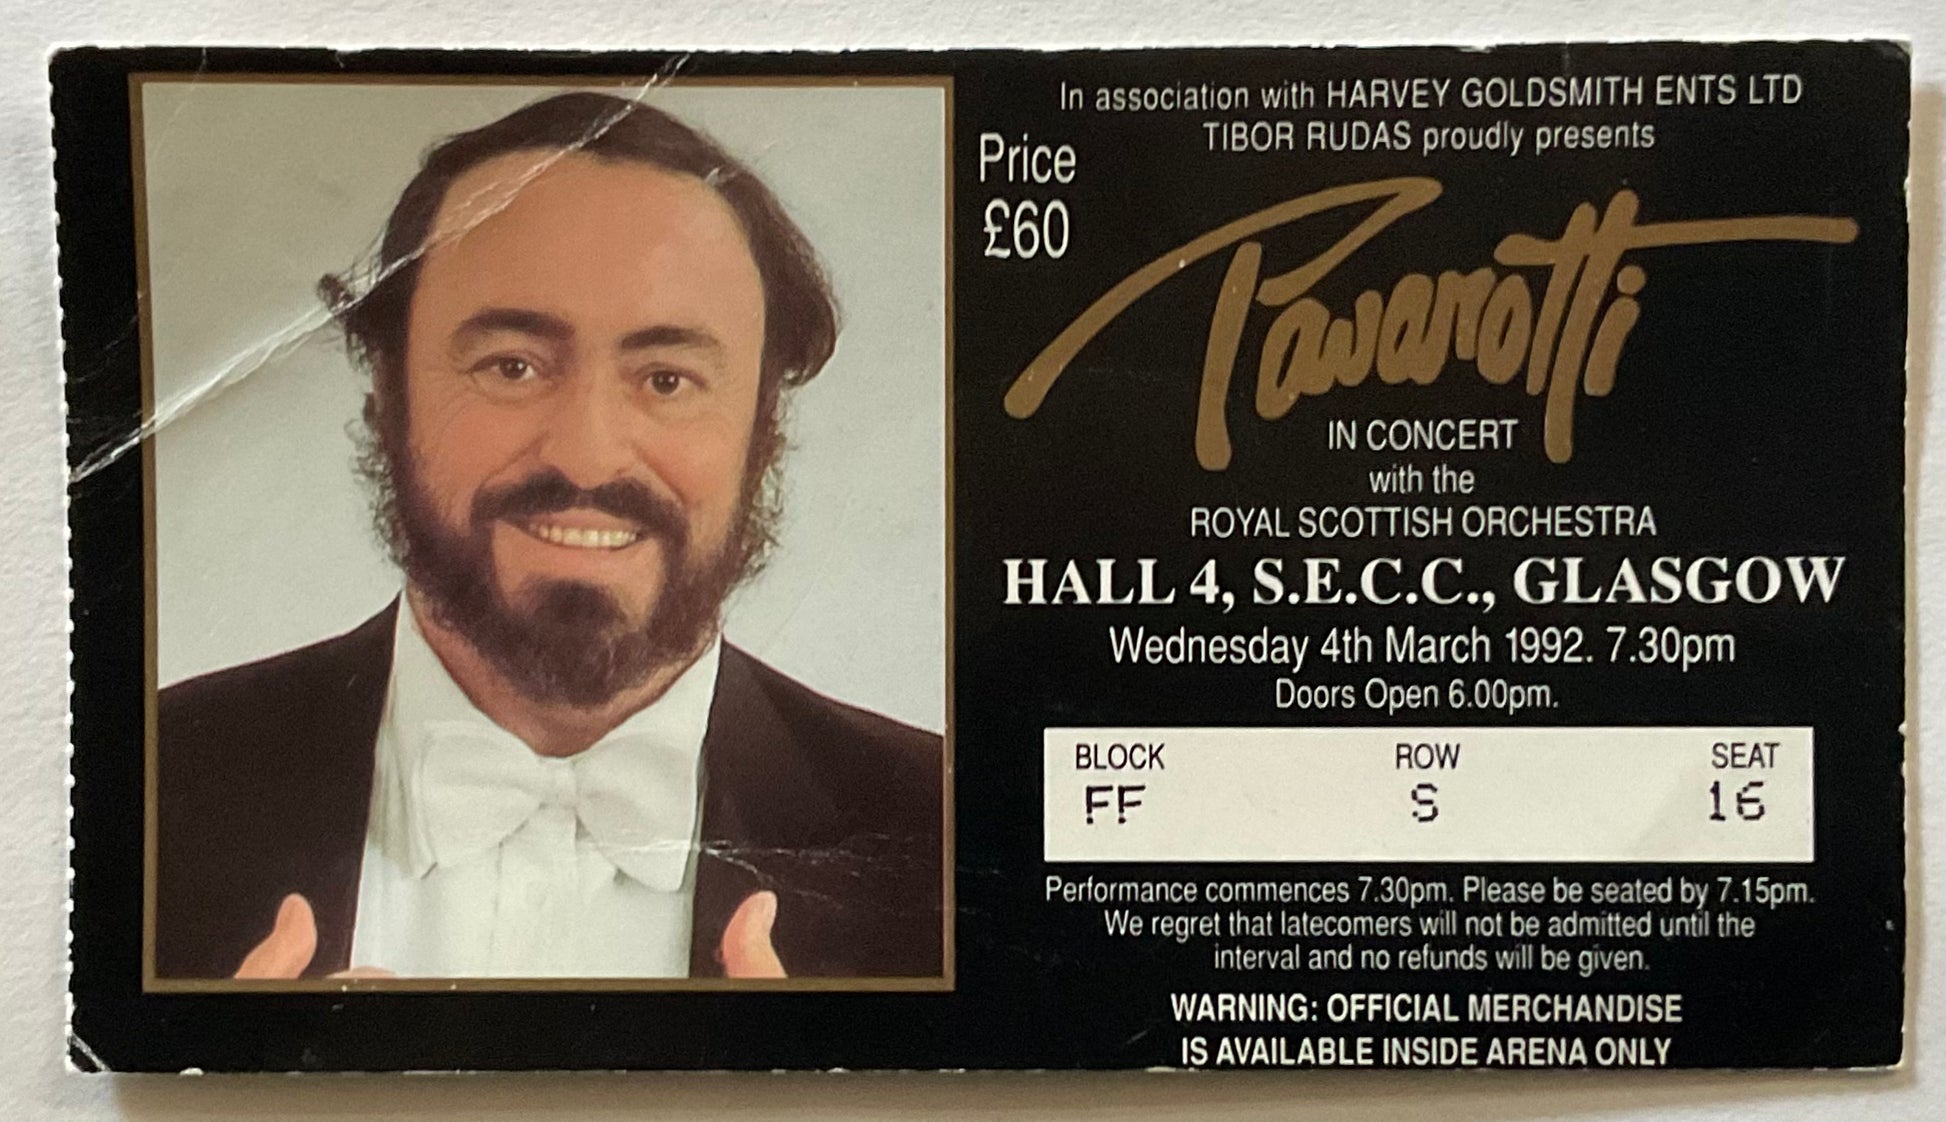 In association with HARVEY GOLDSMITH ENTS LTD
TIBOR RUDAS proudly presents
Price
£60
Pavarotti
IN CONCERT
with the
ROYAL SCOTTISH ORCHESTRA
HALL 4, S.E.C.C., GLASGOW
Wednesday 4th March 1992. 7.30pm
Doors Open 6.00pm.
BLOCK ROW SEAT
FF S 16
Performance commences 7.30pm. Please be seated by 7.15pm.
We regret that latecomers will not be admitted until the
interval and no refunds will be given.
WARNING: OFFICIAL MERCHANDISE
IS AVAILABLE INSIDE ARENA ONLY